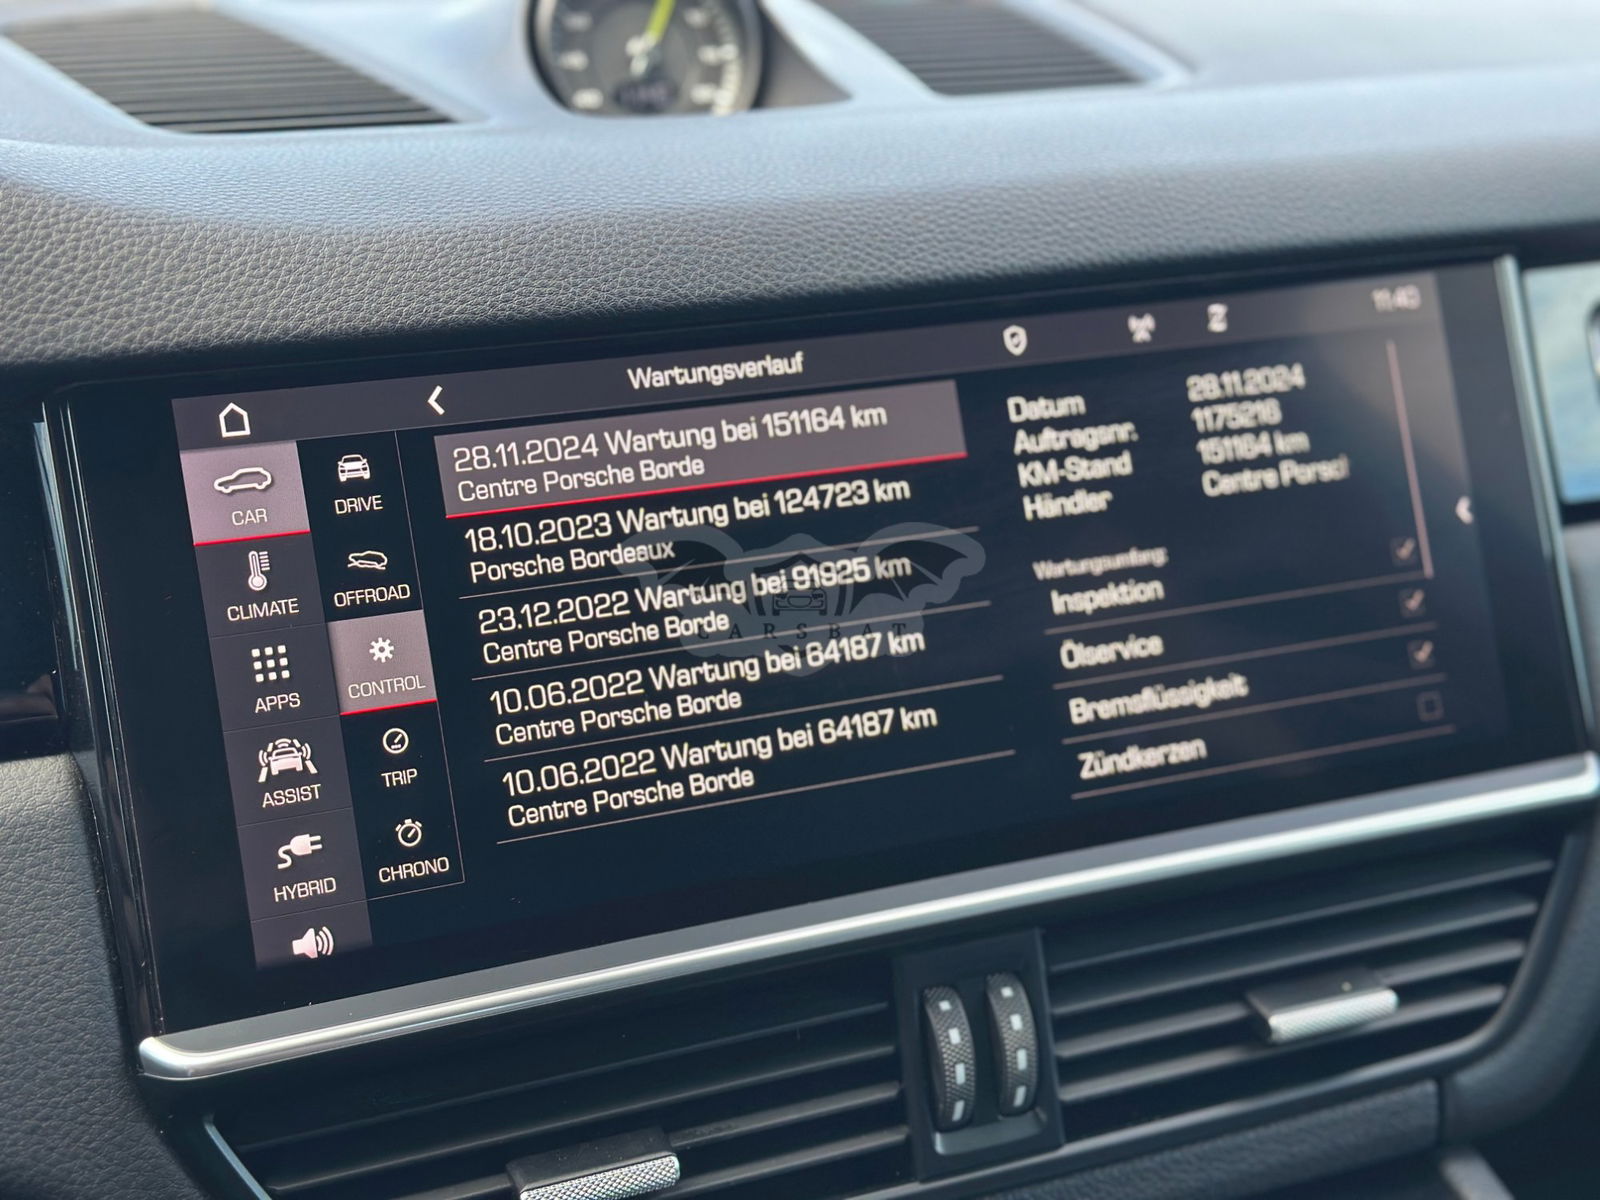 Wartungsverlauf
11:40
CAR
CLIMATE
APPS
ASSIST
HYBRID
DRIVE
OFFROAD
CONTROL
TRIP
CHRONO
28.11.2024 Wartung bei 151164 km
Centre Porsche Borde
18.10.2023 Wartung bei 124723 km
Porsche Bordeaux
23.12.2022 Wartung bei 91925 km
Centre Porsche Borde
10.06.2022 Wartung bei 64187 km
Centre Porsche Borde
10.06.2022 Wartung bei 64187 km
Centre Porsche Borde
Datum 28.11.2024
Auftragsnr. 1175216
KM-Stand 151164 km
Händler Centre Porscl
Wartungsumfang:
Inspektion
Ölservice
Bremsflüssigkeit
Zündkerzen
CARSBAT